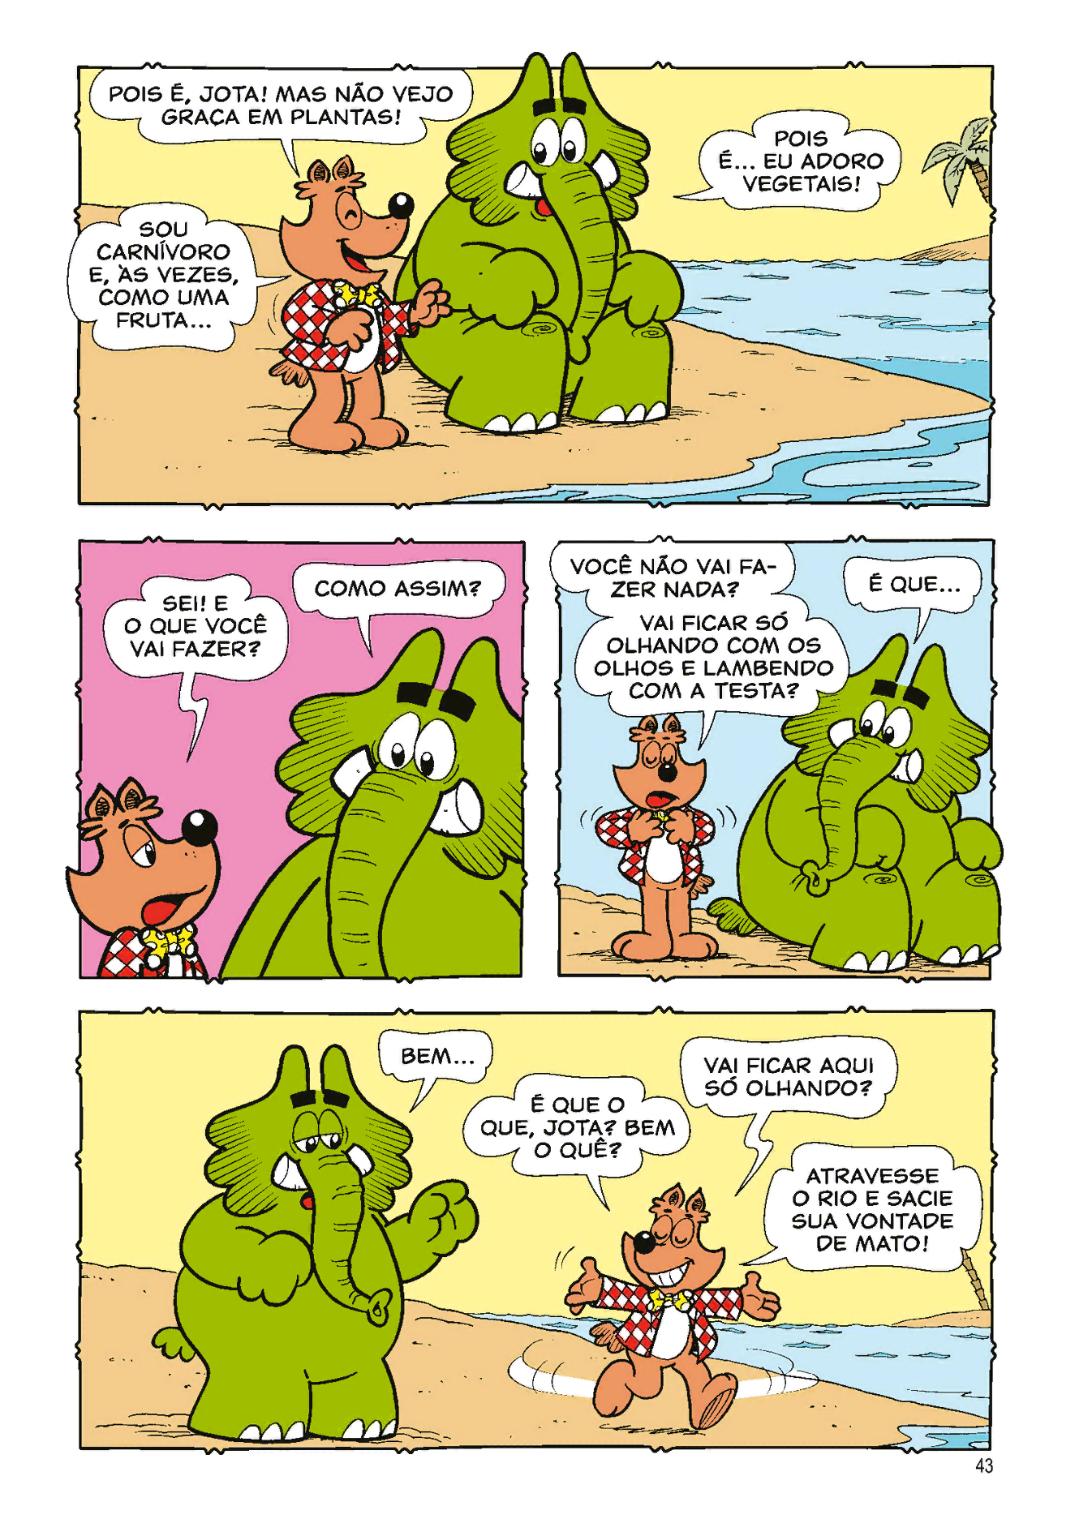 POIS É, JOTA! MAS NÃO VEJO
GRAÇA EM PLANTAS!
POIS
É... EU ADORO
VEGETAIS!
SOU
CARNÍVORO
E, ÀS VEZES,
COMO UMA
FRUTA...
SEI! E
O QUE VOCÊ
VAI FAZER?
COMO ASSIM?
VOCÊ NÃO VAI FA-
ZER NADA?
VAI FICAR SÓ
OLHANDO COM OS
OLHOS E LAMBENDO
COM A TESTA?
É QUE...
BEM...
É QUE O
QUE, JOTA? BEM
O QUÊ?
VAI FICAR AQUI
SÓ OLHANDO?
ATRAVESSE
O RIO E SACIE
SUA VONTADE
DE MATO!
43